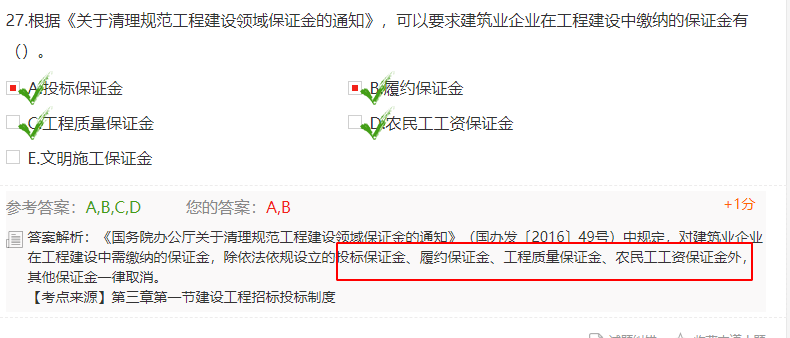 27.根据《关于清理规范工程建设领域保证金的通知》，可以要求建筑业企业在工程建设中缴纳的保证金有
（）。
A.投标保证金 B.履约保证金
C.工程质量保证金 D.农民工工资保证金
E.文明施工保证金
参考答案：A,B,C,D 您的答案：A,B +1分
答案解析：《国务院办公厅关于清理规范工程建设领域保证金的通知》（国办发〔2016〕49号）中规定，对建筑业企业
在工程建设中需缴纳的保证金，除依法依规设立的投标保证金、履约保证金、工程质量保证金、农民工工资保证金外，
其他保证金一律取消。
【考点来源】第三章第一节建设工程招标投标制度